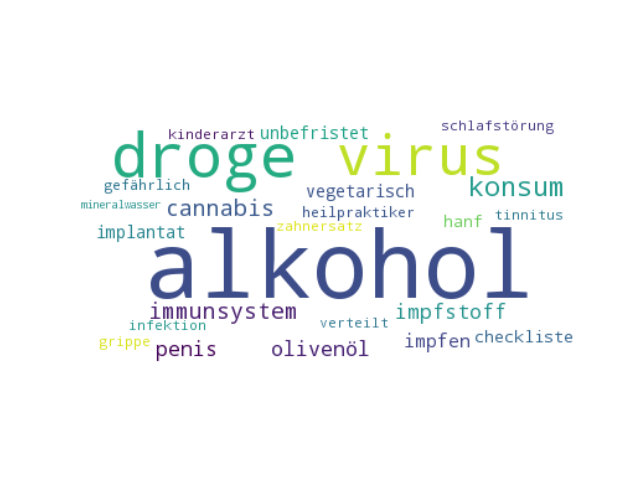 schlafstörung
kinderarzt unbefristet
droge virus
gefährlich vegetarisch konsum
mineralwasser cannabis heilpraktiker hanf tinnitus
implantat zahnersatz
alkohol
immunsystem impfstoff
infektion verteilt
grippe penis olivenöl impfen checkliste